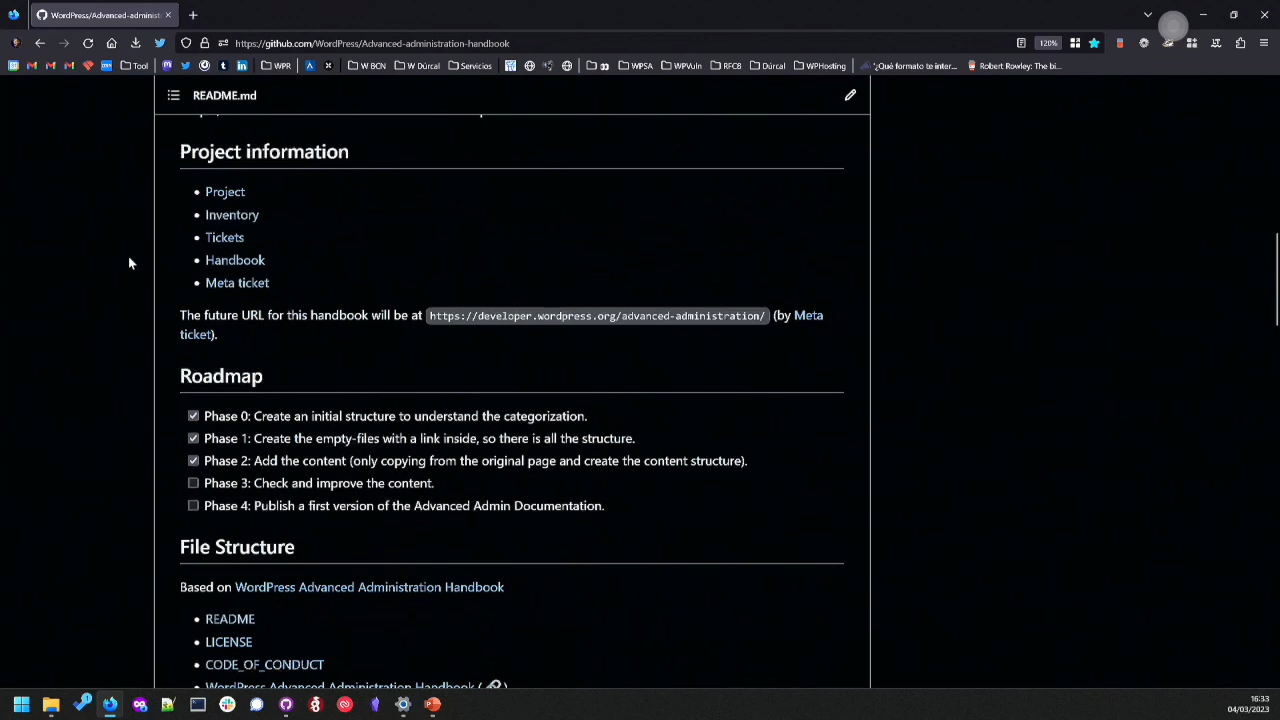 WordPress/Advanced-administ
https://github.com/WordPress/Advanced-administration-handbook
120%
Tool
WPR
W BCN
W Dúrcal
Servicios
WPSA
WPVuln
RFC8
Dúrcal
WPHosting
¿Qué formato te inter...
Robert Rowley: The bi...
README.md
Project information
Project
Inventory
Tickets
Handbook
Meta ticket
The future URL for this handbook will be at https://developer.wordpress.org/advanced-administration/ (by Meta
ticket).
Roadmap
Phase 0: Create an initial structure to understand the categorization.
Phase 1: Create the empty-files with a link inside, so there is all the structure.
Phase 2: Add the content (only copying from the original page and create the content structure).
Phase 3: Check and improve the content.
Phase 4: Publish a first version of the Advanced Admin Documentation.
File Structure
Based on WordPress Advanced Administration Handbook
README
LICENSE
CODE_OF_CONDUCT
WordPress Advanced Administration Handbook
16:33
04/03/2023